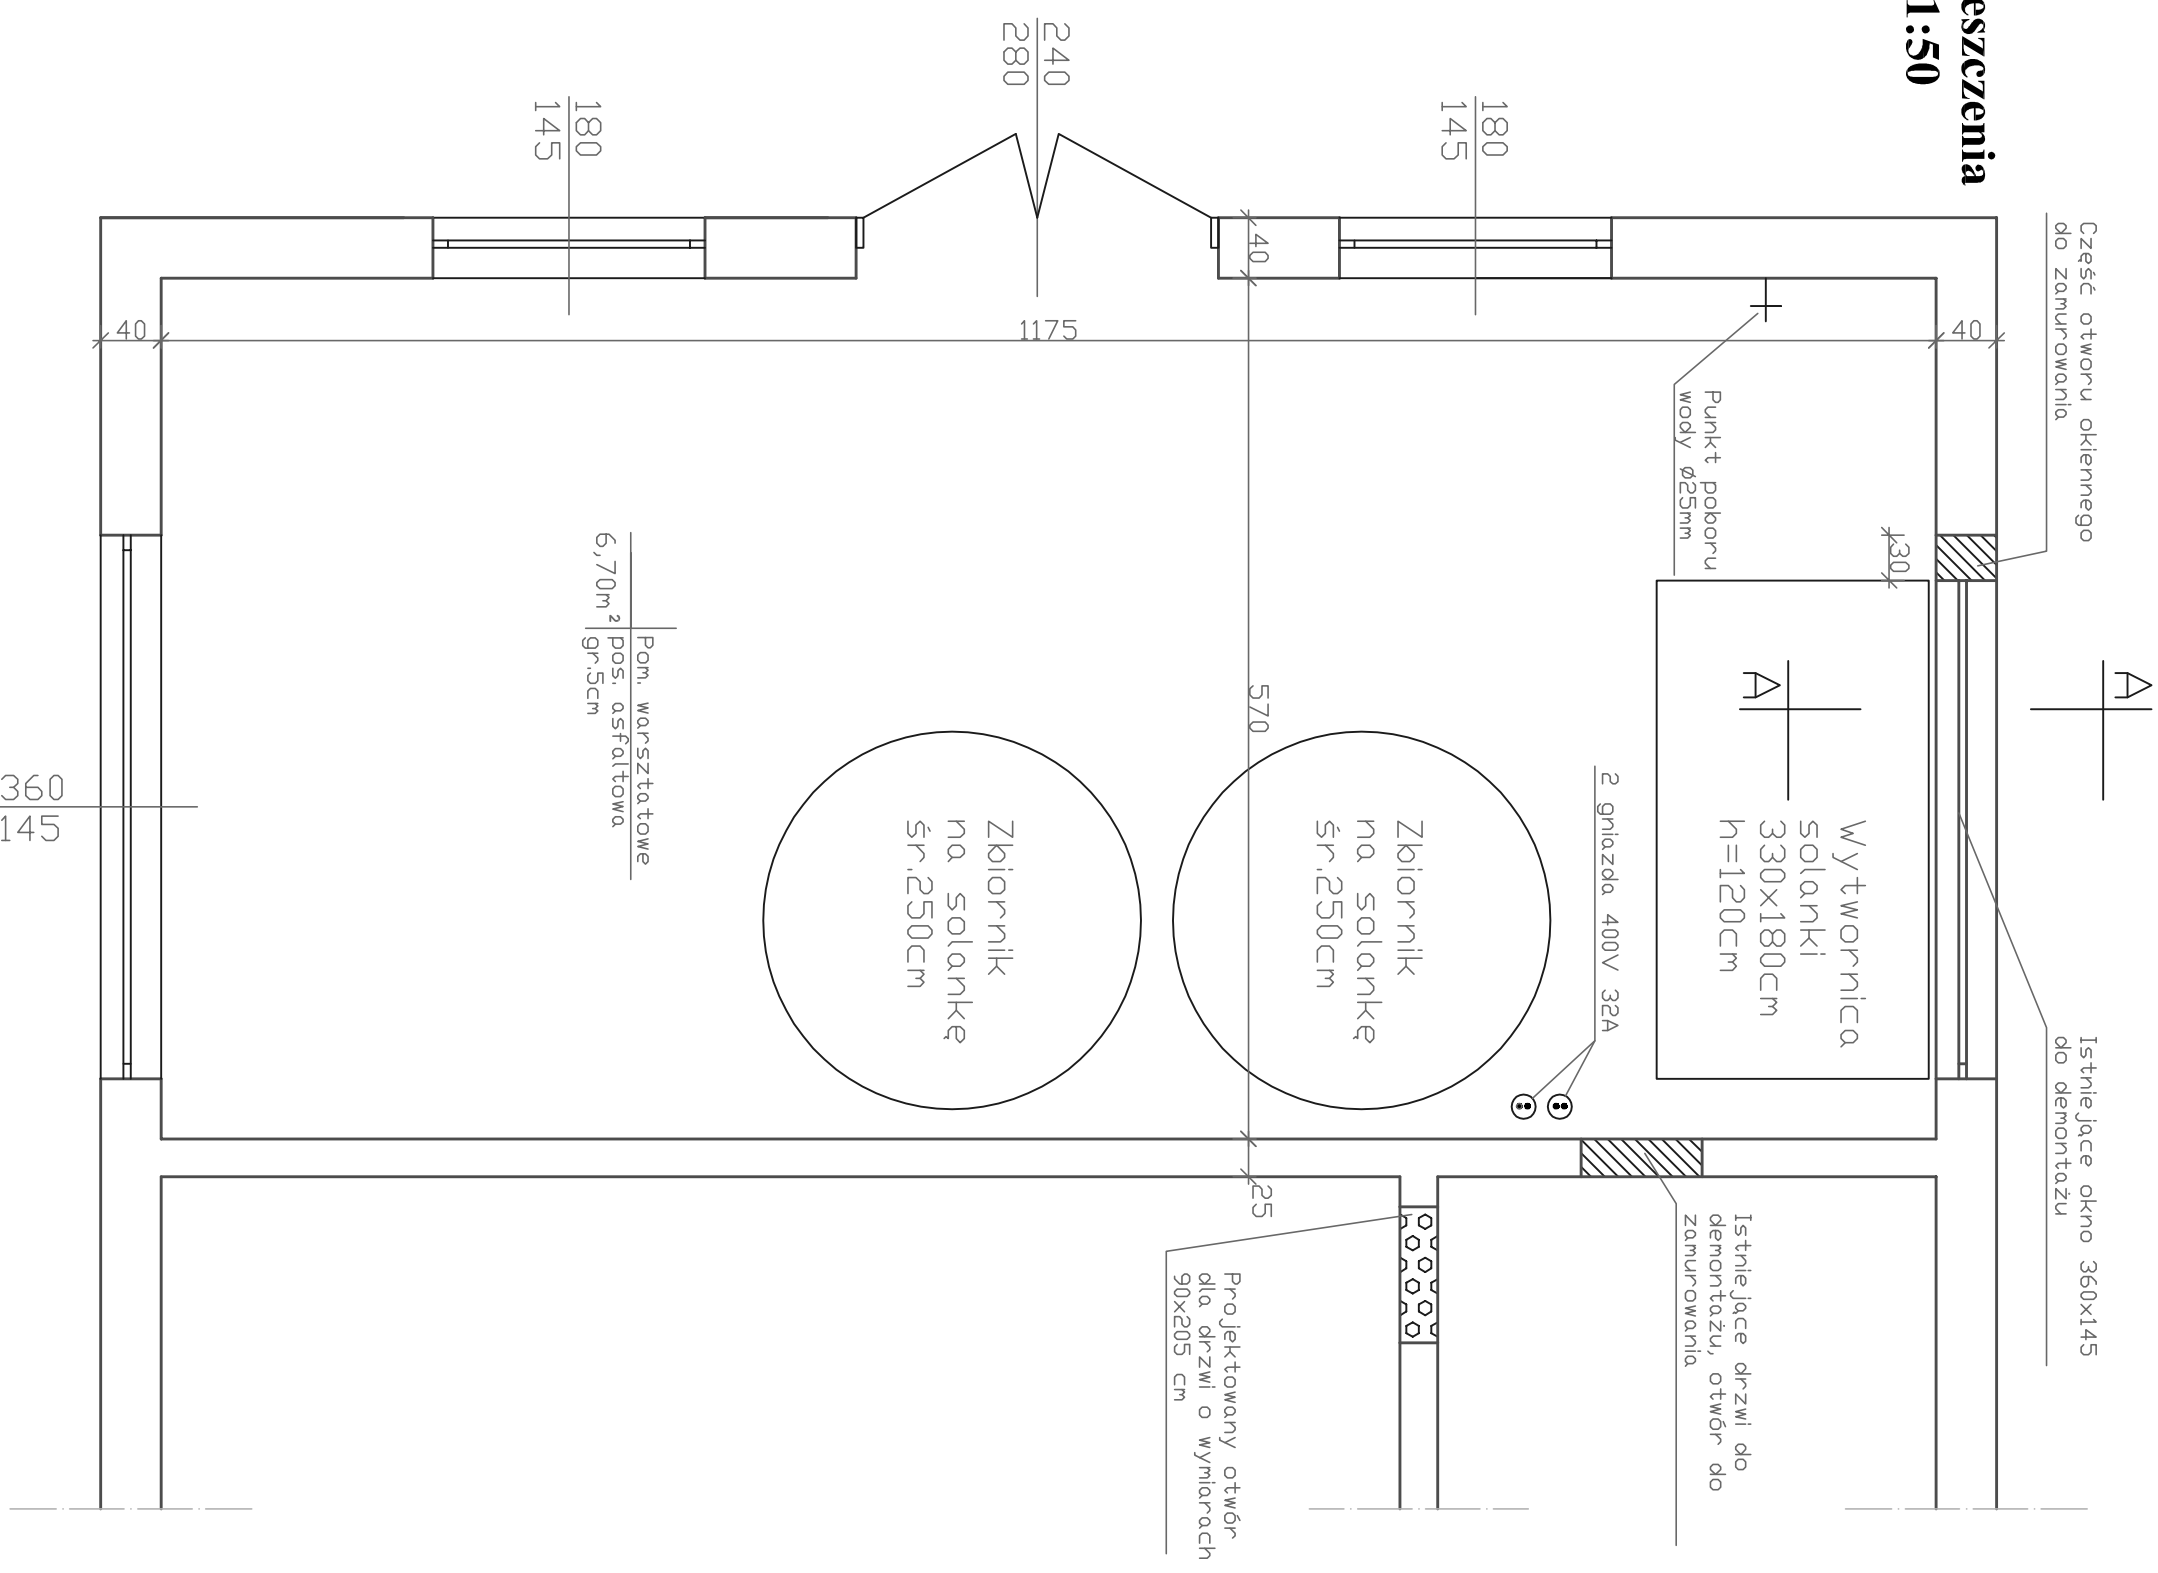 eszczenia
1:50
240
280
180
145
180
145
Część otworu okiennego
do zamurowania
40
1175
40
40
Punkt poboru
wody Ø25mm
30
A
A
570
Wytwornica
solanki
330x180cm
h=120cm
2 gniazda 400V 32A
Zbiornik
na solankę
śr.250cm
Zbiornik
na solankę
śr.250cm
Pom. warsztatowe
6,70m² pos. asfaltowa
gr.5cm
360
145
Istniejące okno 360x145
do demontażu
25
Istniejące drzwi do
demontażu, otwór do
zamurowania
Projektowany otwór
dla drzwi o wymiarach
90x205 cm